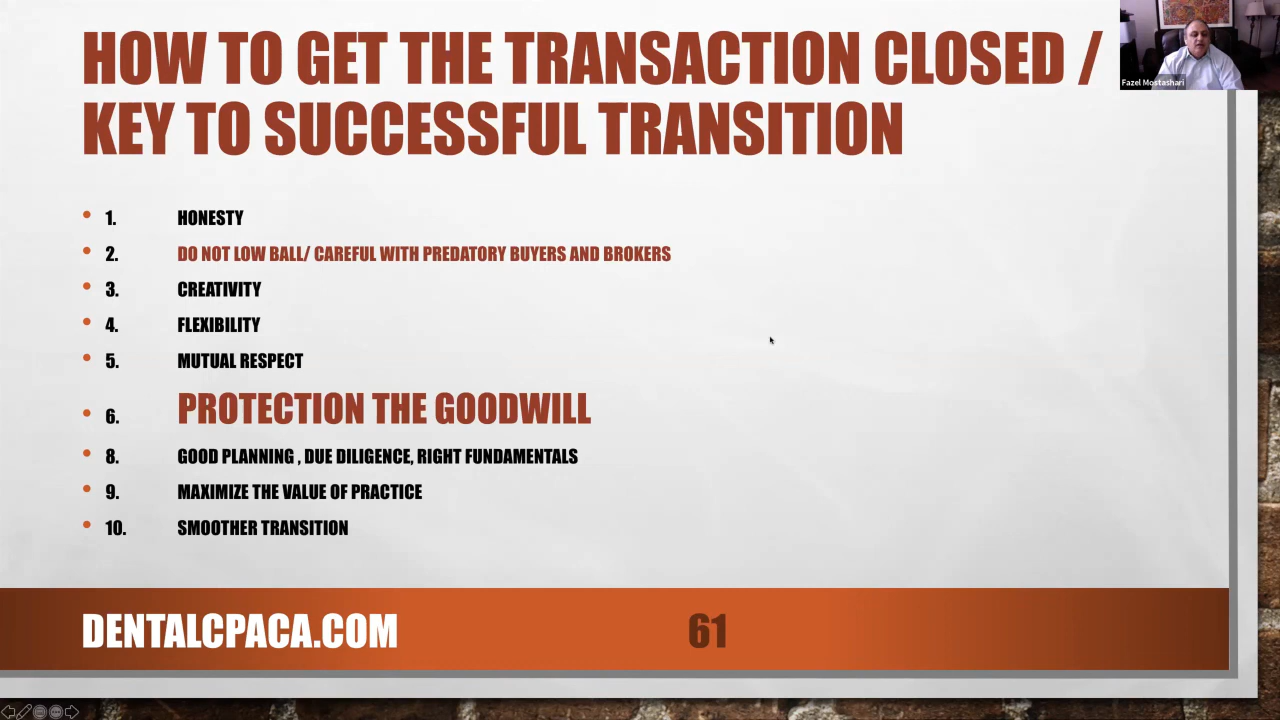 HOW TO GET THE TRANSACTION CLOSED /
KEY TO SUCCESSFUL TRANSITION
Fazel Mostashari
• 1. HONESTY
• 2. DO NOT LOW BALL/ CAREFUL WITH PREDATORY BUYERS AND BROKERS
• 3. CREATIVITY
• 4. FLEXIBILITY
• 5. MUTUAL RESPECT
• 6. PROTECTION THE GOODWILL
• 8. GOOD PLANNING , DUE DILIGENCE, RIGHT FUNDAMENTALS
• 9. MAXIMIZE THE VALUE OF PRACTICE
• 10. SMOOTHER TRANSITION
DENTALCPACA.COM 61